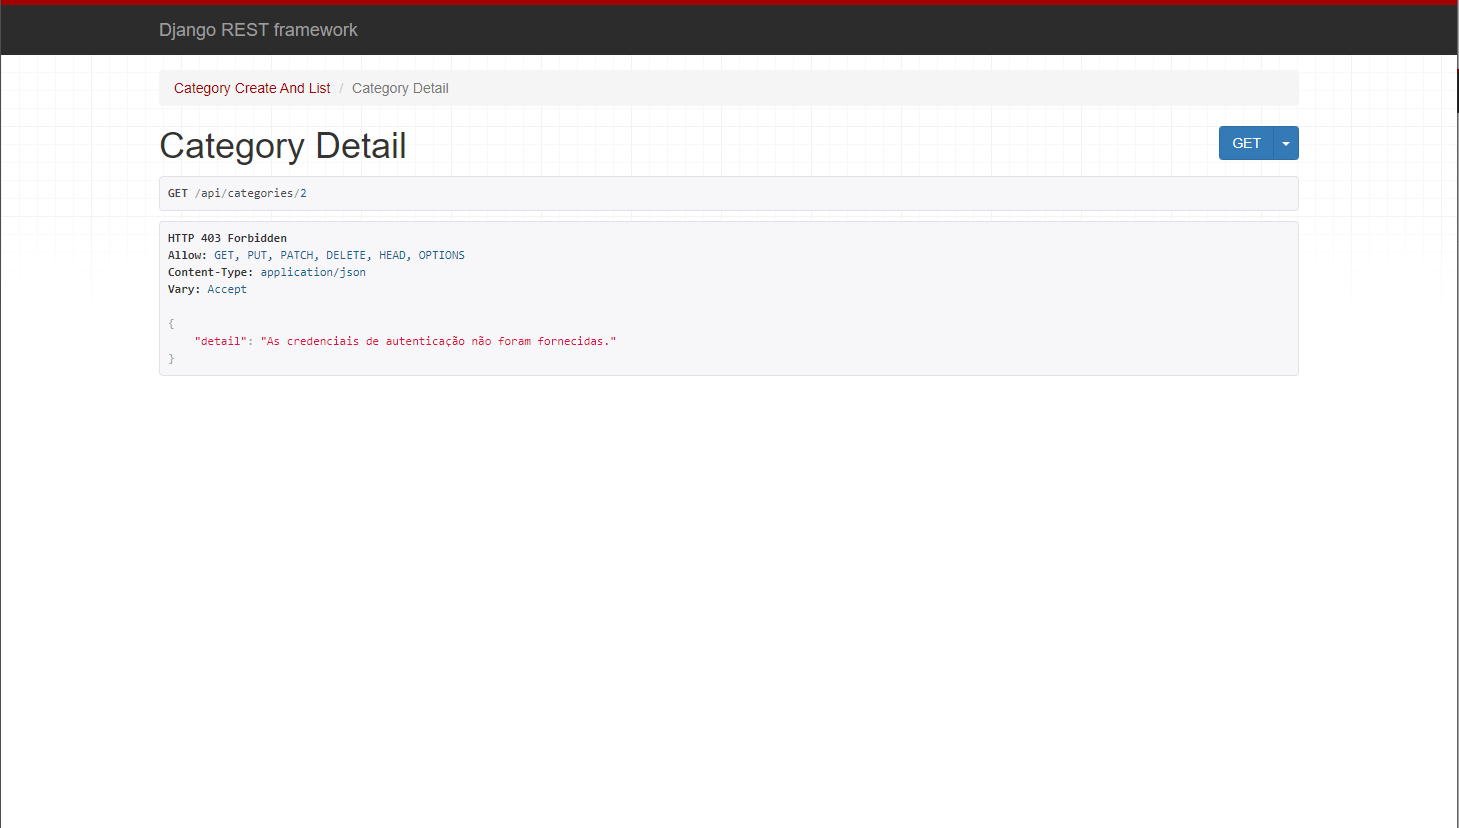 Django REST framework
Category Create And List / Category Detail
Category Detail
GET
GET /api/categories/2
HTTP 403 Forbidden
Allow: GET, PUT, PATCH, DELETE, HEAD, OPTIONS
Content-Type: application/json
Vary: Accept
{
    "detail": "As credenciais de autenticação não foram fornecidas."
}